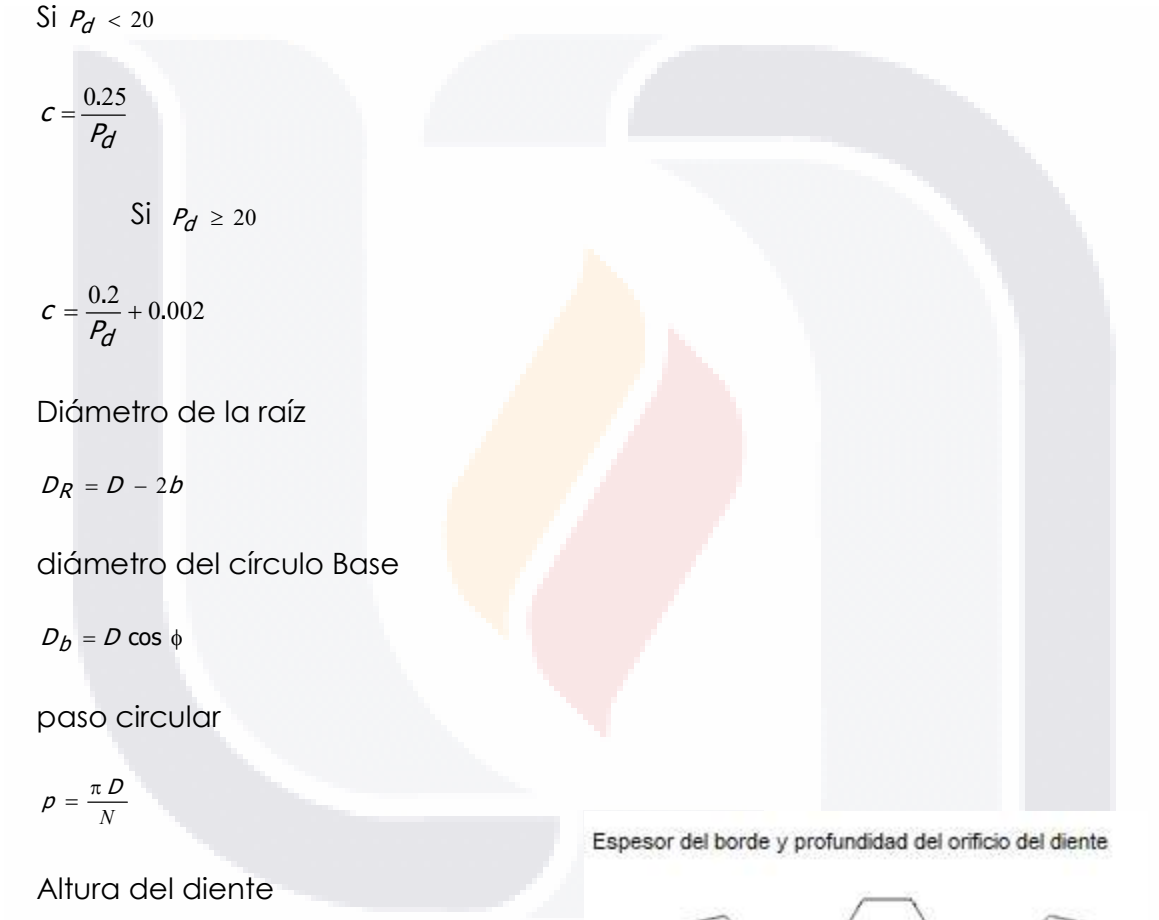 Si P_d < 20
c = 0.25 / P_d
Si P_d ≥ 20
c = 0.2 / P_d + 0.002
Diámetro de la raíz
D_R = D − 2b
diámetro del círculo Base
D_b = D cos ϕ
paso circular
p = π D / N
Espesor del borde y profundidad del orificio del diente
Altura del diente